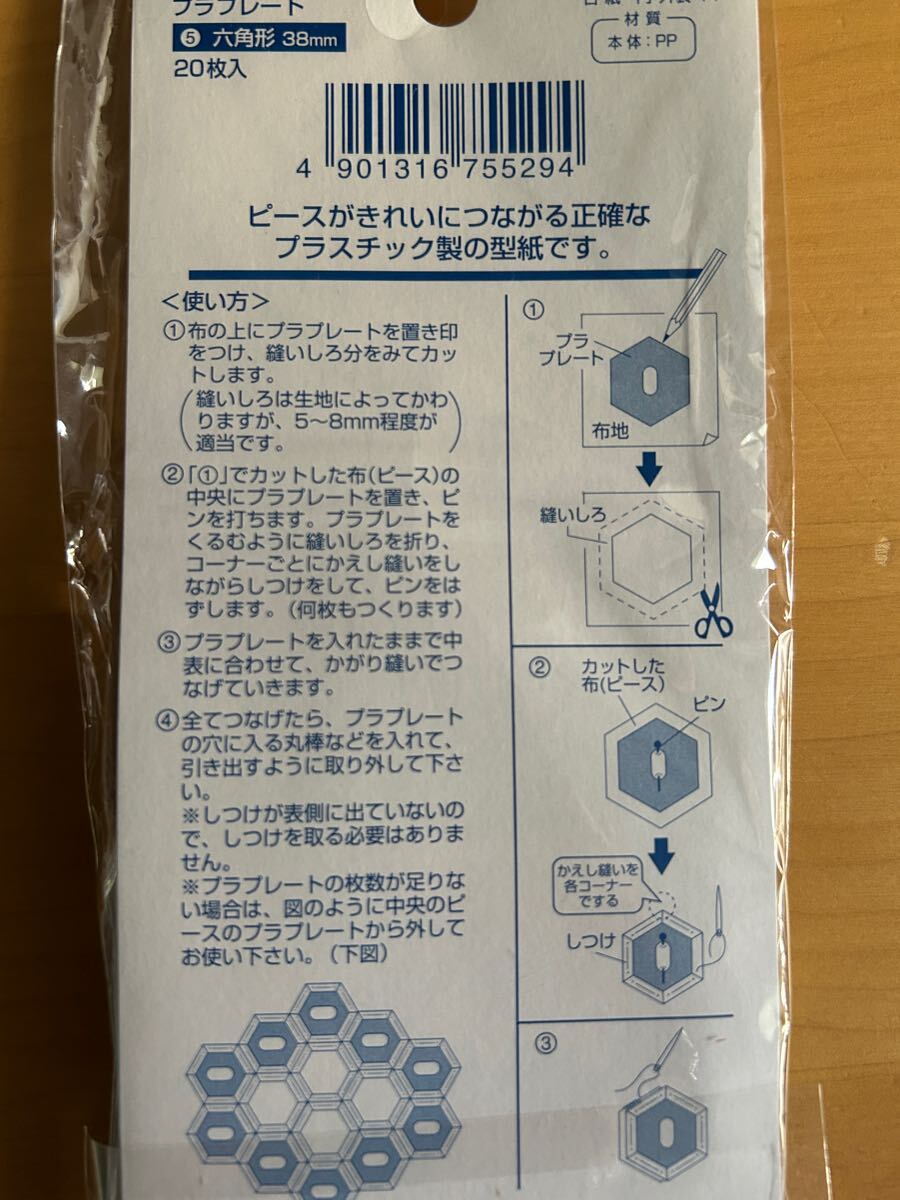 プラプレート
⑤ 六角形 38mm
20枚入
材質
本体：PP
4 901316 755294
ピースがきれいにつながる正確な
プラスチック製の型紙です。
＜使い方＞
①布の上にプラプレートを置き印
をつけ、縫いしろ分をみてカッ
トします。
（縫いしろは生地によってかわ
りますが、5〜8mm程度が
適当です。）
②「①」でカットした布(ピース)の
中央にプラプレートを置き、ピ
ンを打ちます。プラプレートを
くるむように縫いしろを折り、
コーナーごとにかえし縫いをし
ながらしつけをして、ピンをは
ずします。（何枚もつくります）
③プラプレートを入れたままで中
表に合わせて、かがり縫いでつ
なげていきます。
④全てつなげたら、プラプレート
の穴に入る丸棒などを入れて、
引き出すように取り外して下さ
い。
※しつけが表側に出ていないの
で、しつけを取る必要はありま
せん。
※プラプレートの枚数が足りな
い場合は、図のように中央のピ
ースのプラプレートから外して
お使い下さい。（下図）
①
プラ
プレート
布地
縫いしろ
②
カットした
布(ピース)
ピン
かえし縫いを
各コーナー
でする
しつけ
③